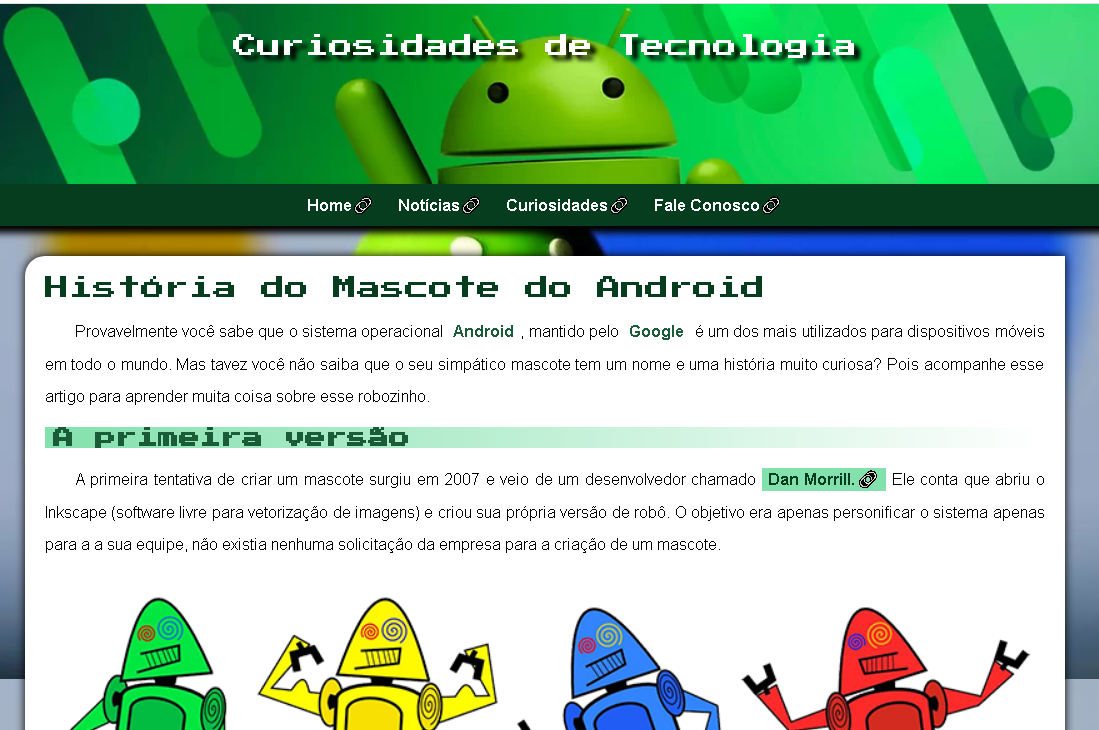 Curiosidades de Tecnologia
Home Notícias Curiosidades Fale Conosco
História do Mascote do Android
Provavelmente você sabe que o sistema operacional Android , mantido pelo Google é um dos mais utilizados para dispositivos móveis
em todo o mundo. Mas tavez você não saiba que o seu simpático mascote tem um nome e uma história muito curiosa? Pois acompanhe esse
artigo para aprender muita coisa sobre esse robozinho.
A primeira versão
A primeira tentativa de criar um mascote surgiu em 2007 e veio de um desenvolvedor chamado Dan Morrill. Ele conta que abriu o
Inkscape (software livre para vetorização de imagens) e criou sua própria versão de robô. O objetivo era apenas personificar o sistema apenas
para a a sua equipe, não existia nenhuma solicitação da empresa para a criação de um mascote.